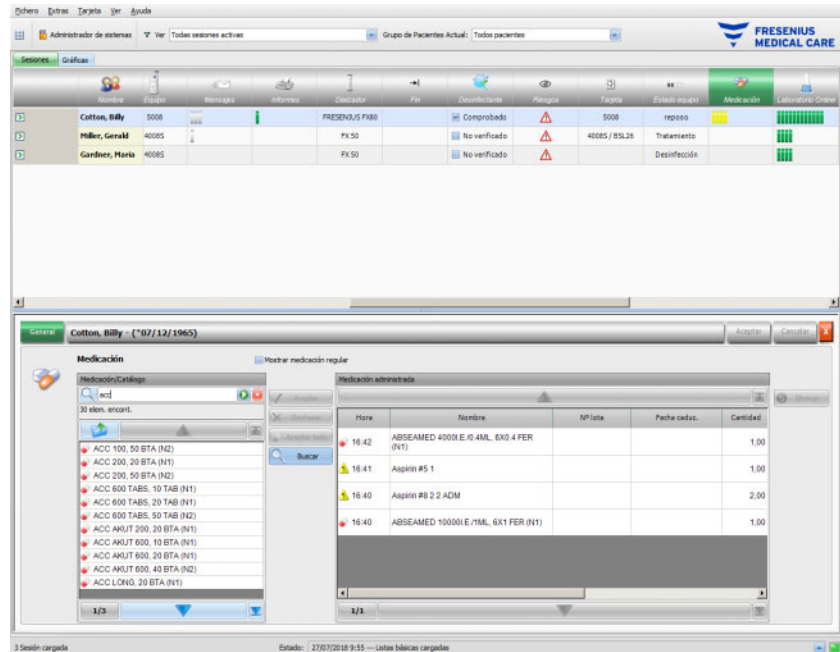 Fichero Extras Tarjeta Ver Ayuda
Administrador de sistemas Ver Todas sesiones activas Grupo de Pacientes Actual: Todos pacientes
FRESENIUS
MEDICAL CARE
Sesiones Gráficas
Nombre Equipo Mensajes Informes Dializador Fin Desinfectante Riesgos Tarjeta Estado equipo Medicación Laboratorio Online
Cotton, Billy 5008 FRESENIUS FX80 Comprobado 5008 reposo
Miller, Gerald 4008S FX 50 No verificado 4008S / BSL26 Tratamiento
Gardner, Maria 4008S FX 50 No verificado Desinfección
General Cotton, Billy - (*07/12/1965) Aceptar Cancelar X
Medicación Mostrar medicación regular
Medicación/Catálogo Medicación administrada
acc Aceptar
30 elem. encont. Rechazar
Aceptar todo
Buscar
Hora Nombre Nº lote Fecha caduc. Cantidad
ACC 100, 50 BTA (N2)
ACC 200, 20 BTA (N1)
ACC 200, 50 BTA (N2)
ACC 600 TABS, 10 TAB (N1)
ACC 600 TABS, 20 TAB (N1)
ACC 600 TABS, 50 TAB (N2)
ACC AKUT 200, 20 BTA (N1)
ACC AKUT 600, 10 BTA (N1)
ACC AKUT 600, 20 BTA (N1)
ACC AKUT 600, 40 BTA (N2)
ACC LONG, 20 BTA (N1)
16:42 ABSEAMED 4000I.E./0.4ML, 6X0.4 FER (N1) 1,00
16:41 Aspirin #5 1 1,00
16:40 Aspirin #8 2 2 ADM 2,00
16:40 ABSEAMED 10000I.E./1ML, 6X1 FER (N1) 1,00
1/3 1/1
3 Sesión cargada Estado: 27/07/2018 9:55 --- Listas básicas cargadas